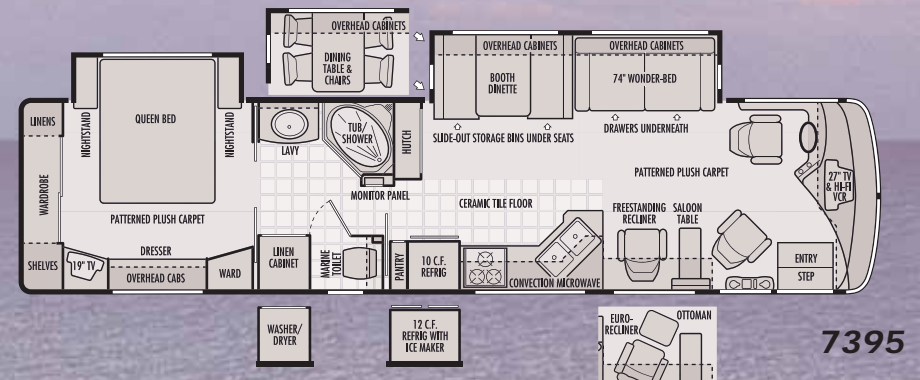 OVERHEAD CABINETS
DINING
TABLE &
CHAIRS
OVERHEAD CABINETS
OVERHEAD CABINETS
BOOTH
DINETTE
74" WONDER-BED
LINENS
NIGHTSTAND
QUEEN BED
NIGHTSTAND
LAVY
TUB/
SHOWER
HUTCH
SLIDE-OUT STORAGE BINS UNDER SEATS
DRAWERS UNDERNEATH
WARDROBE
MONITOR PANEL
PATTERNED PLUSH CARPET
27" TV
& HI-FI
VCR
PATTERNED PLUSH CARPET
CERAMIC TILE FLOOR
FREESTANDING
RECLINER
SALOON
TABLE
SHELVES
19" TV
DRESSER
OVERHEAD CABS
WARD
LINEN
CABINET
MARINE
TOILET
PANTRY
10 C.F.
REFRIG
CONVECTION MICROWAVE
ENTRY
STEP
WASHER/
DRYER
12 C.F.
REFRIG WITH
ICE MAKER
EURO-
RECLINER
OTTOMAN
7395